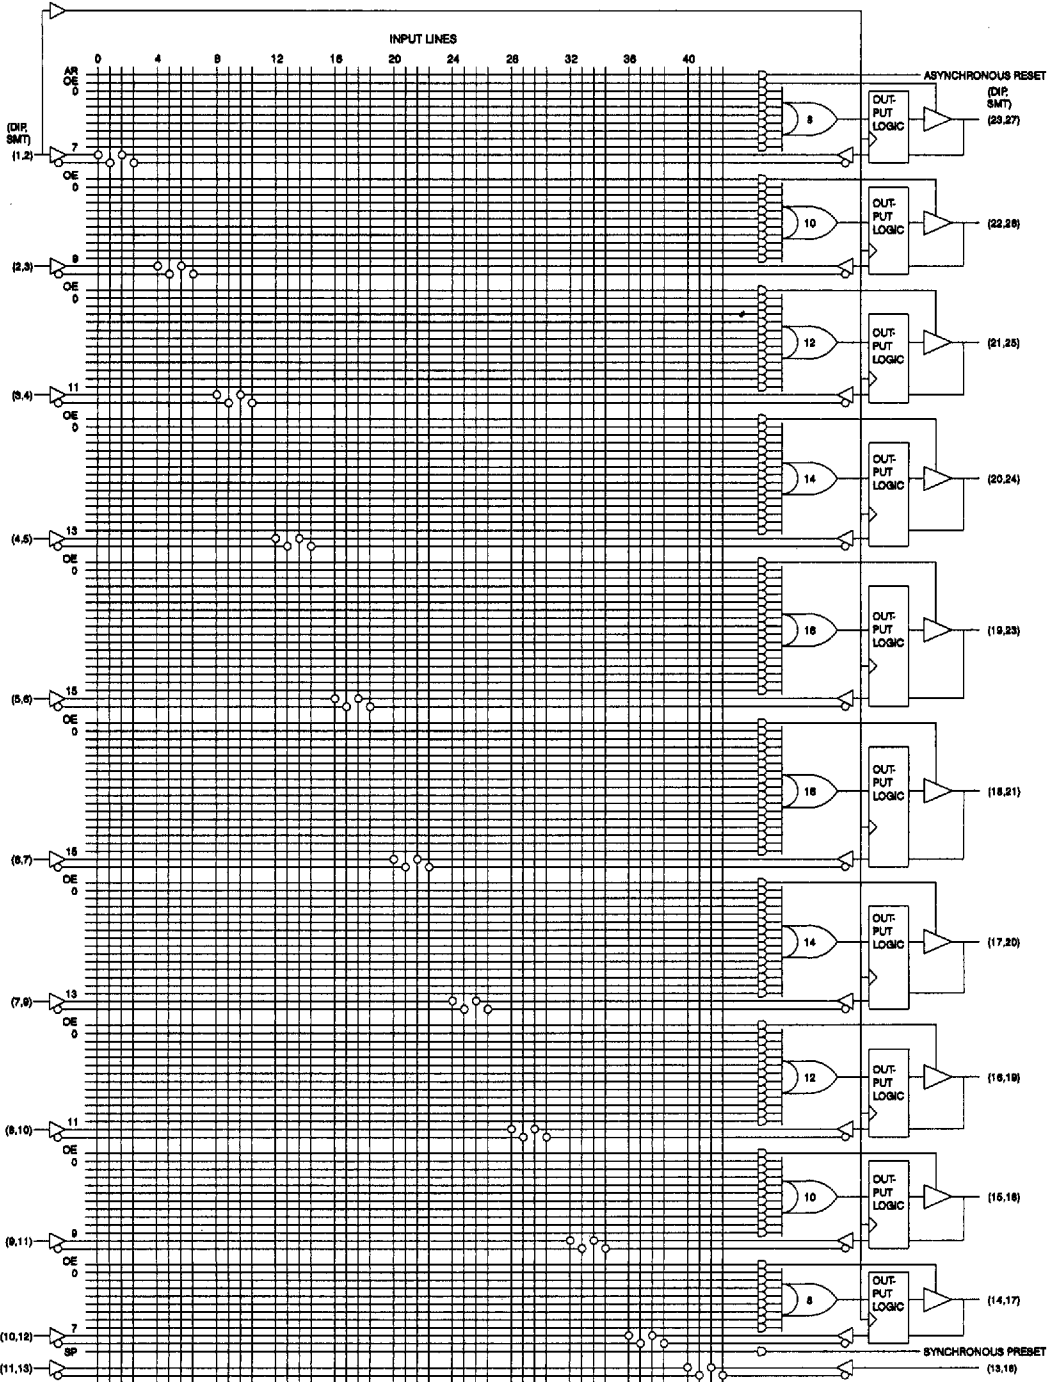 INPUT LINES
0 4 8 12 16 20 24 28 32 36 40
AR
OE
0
ASYNCHRONOUS RESET
(DIP, SMT)
(DIP, SMT)
8
OUT-PUT LOGIC
(23,27)
7
(1,2)
OE
0
10
OUT-PUT LOGIC
(22,26)
9
(2,3)
OE
0
12
OUT-PUT LOGIC
(21,25)
11
(3,4)
OE
0
14
OUT-PUT LOGIC
(20,24)
13
(4,5)
OE
0
16
OUT-PUT LOGIC
(19,23)
15
(5,6)
OE
0
16
OUT-PUT LOGIC
(18,21)
15
(6,7)
OE
0
14
OUT-PUT LOGIC
(17,20)
13
(7,9)
OE
0
12
OUT-PUT LOGIC
(16,19)
11
(8,10)
OE
0
10
OUT-PUT LOGIC
(15,18)
9
(9,11)
OE
0
8
OUT-PUT LOGIC
(14,17)
7
(10,12)
SP
SYNCHRONOUS PRESET
(11,13)
(13,16)